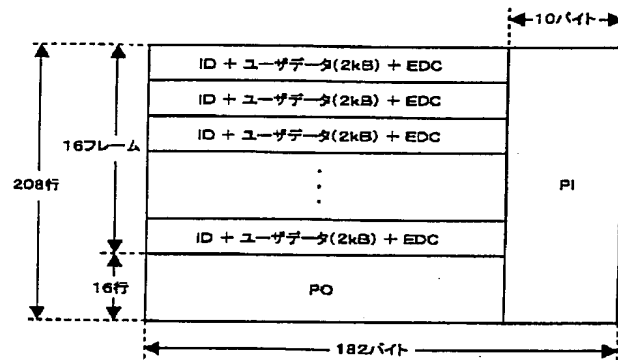 10バイト
ID + ユーザデータ(2kB) + EDC
ID + ユーザデータ(2kB) + EDC
ID + ユーザデータ(2kB) + EDC
16フレーム
208行
PI
ID + ユーザデータ(2kB) + EDC
16行
PO
182バイト